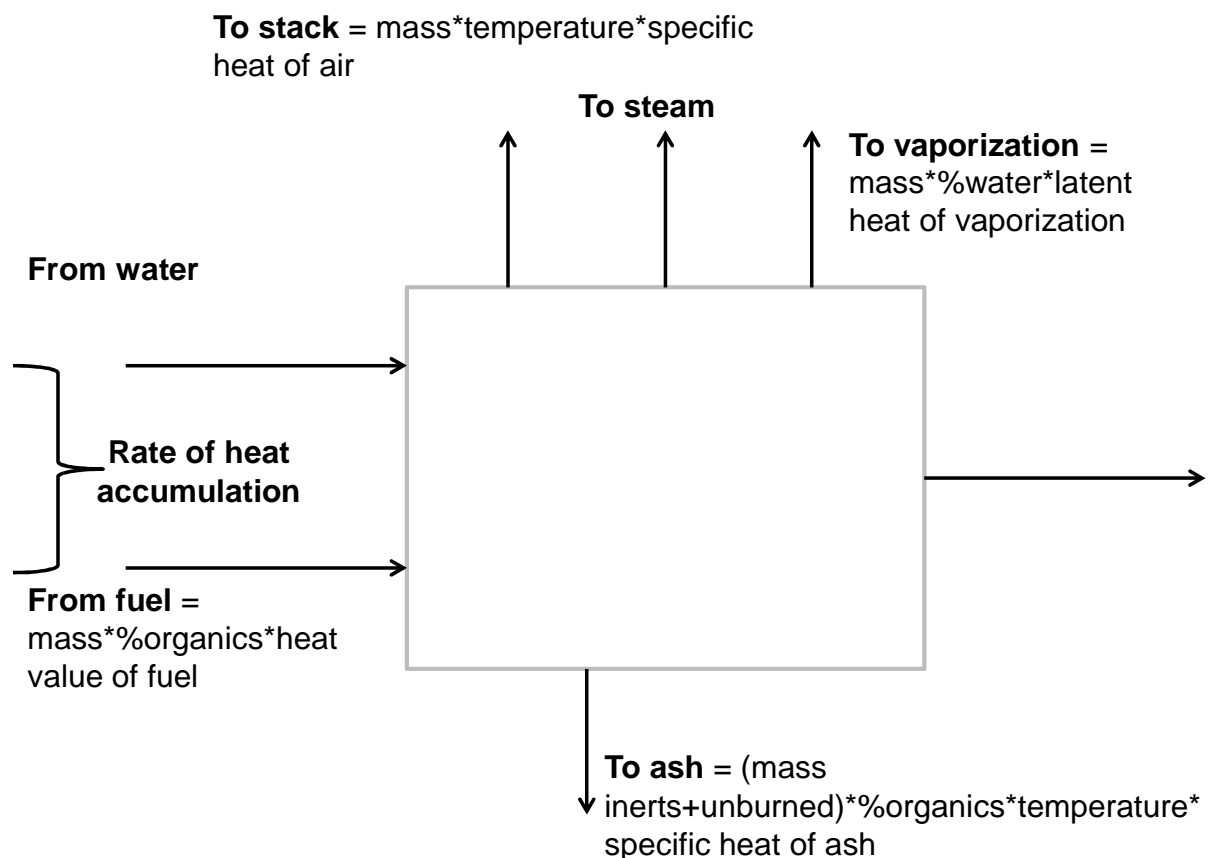 To stack = mass*temperature*specific
heat of air
To steam
To vaporization =
mass*%water*latent
heat of vaporization
From water
Rate of heat
accumulation
From fuel =
mass*%organics*heat
value of fuel
To ash = (mass
inerts+unburned)*%organics*temperature*
specific heat of ash